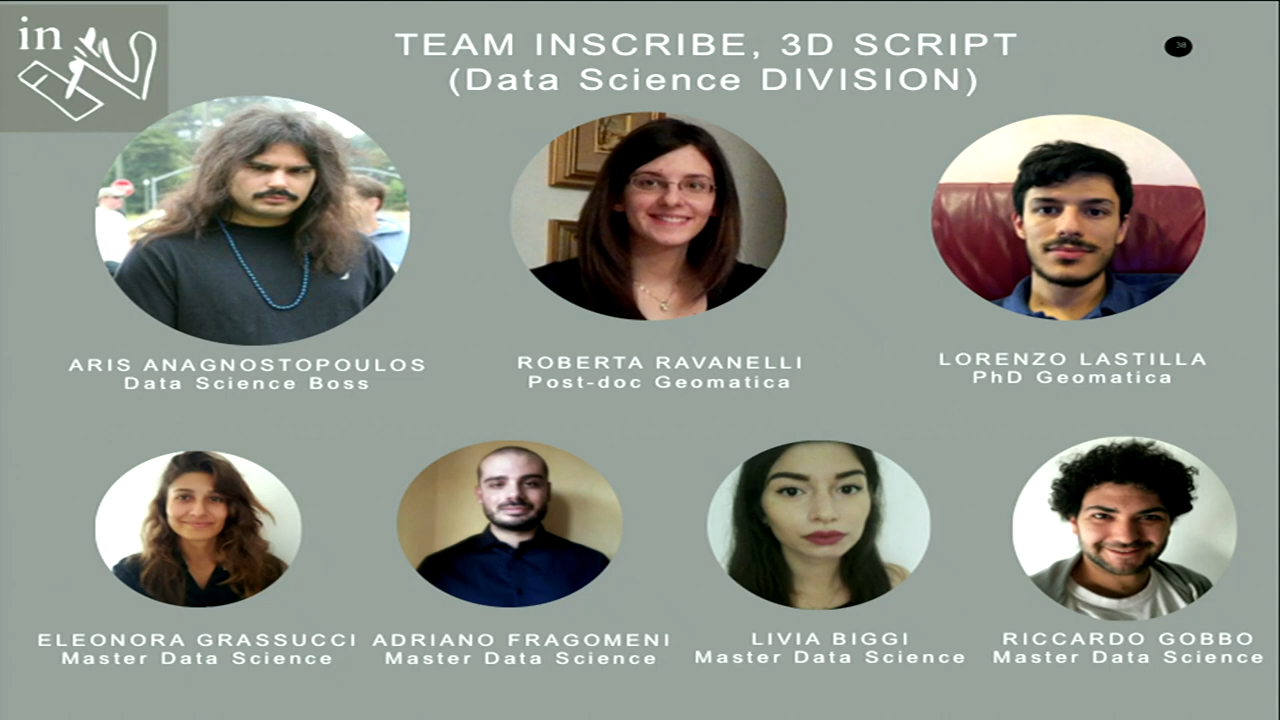 in
TEAM INSCRIBE, 3D SCRIPT
(Data Science DIVISION)
38
ARIS ANAGNOSTOPOULOS
Data Science Boss
ROBERTA RAVANELLI
Post-doc Geomatica
LORENZO LASTILLA
PhD Geomatica
ELEONORA GRASSUCCI
Master Data Science
ADRIANO FRAGOMENI
Master Data Science
LIVIA BIGGI
Master Data Science
RICCARDO GOBBO
Master Data Science